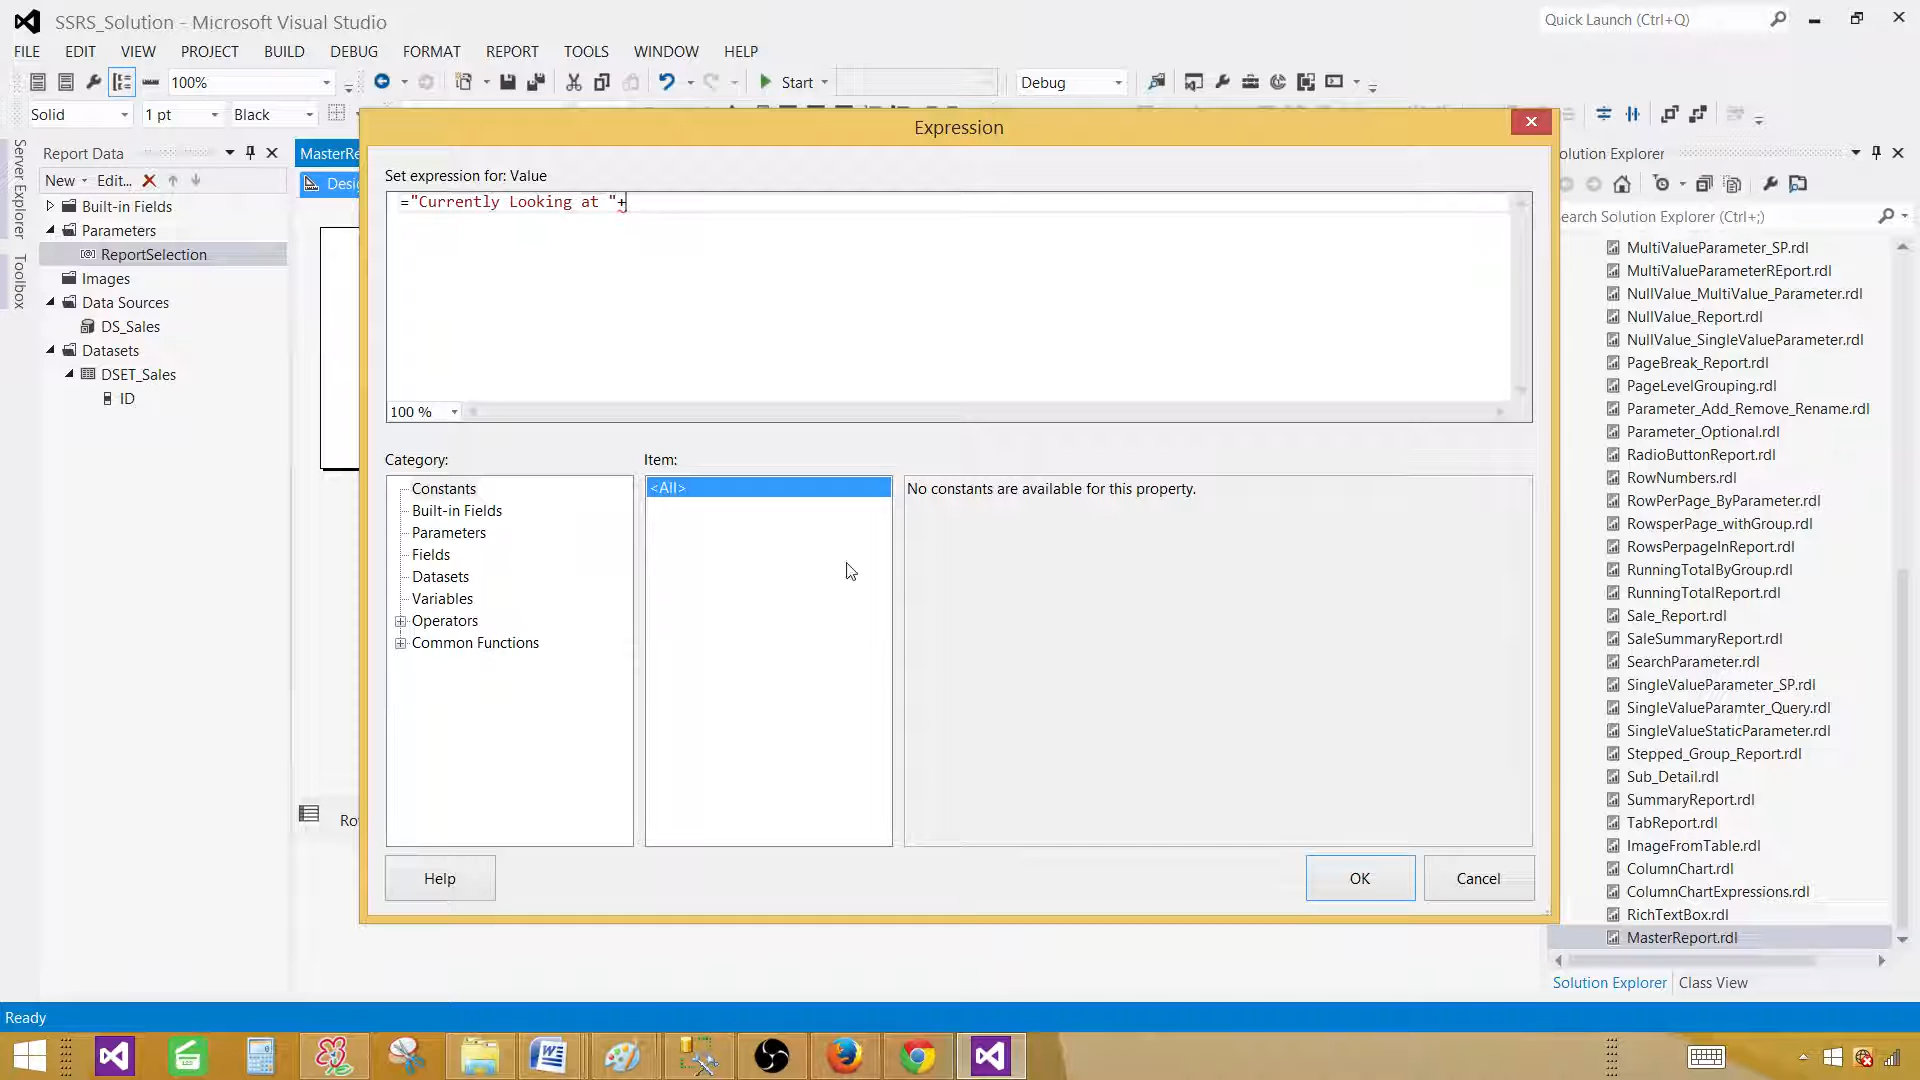 SSRS_Solution - Microsoft Visual Studio
Quick Launch (Ctrl+Q)
FILE EDIT VIEW PROJECT BUILD DEBUG FORMAT REPORT TOOLS WINDOW HELP
100% Start Debug
Solid 1 pt Black
Server Explorer
Toolbox
Report Data
New Edit...
Built-in Fields
Parameters
ReportSelection
Images
Data Sources
DS_Sales
Datasets
DSET_Sales
ID
MasterRe
Desig
Ro
Expression
Set expression for: Value
="Currently Looking at "+
100 %
Category:
Constants
Built-in Fields
Parameters
Fields
Datasets
Variables
Operators
Common Functions
Item:
<All>
No constants are available for this property.
Help
OK
Cancel
olution Explorer
earch Solution Explorer (Ctrl+;)
MultiValueParameter_SP.rdl
MultiValueParameterREport.rdl
NullValue_MultiValue_Parameter.rdl
NullValue_Report.rdl
NullValue_SingleValueParameter.rdl
PageBreak_Report.rdl
PageLevelGrouping.rdl
Parameter_Add_Remove_Rename.rdl
Parameter_Optional.rdl
RadioButtonReport.rdl
RowNumbers.rdl
RowPerPage_ByParameter.rdl
RowsperPage_withGroup.rdl
RowsPerpageInReport.rdl
RunningTotalByGroup.rdl
RunningTotalReport.rdl
Sale_Report.rdl
SaleSummaryReport.rdl
SearchParameter.rdl
SingleValueParameter_SP.rdl
SingleValueParamter_Query.rdl
SingleValueStaticParameter.rdl
Stepped_Group_Report.rdl
Sub_Detail.rdl
SummaryReport.rdl
TabReport.rdl
ImageFromTable.rdl
ColumnChart.rdl
ColumnChartExpressions.rdl
RichTextBox.rdl
MasterReport.rdl
Solution Explorer Class View
Ready